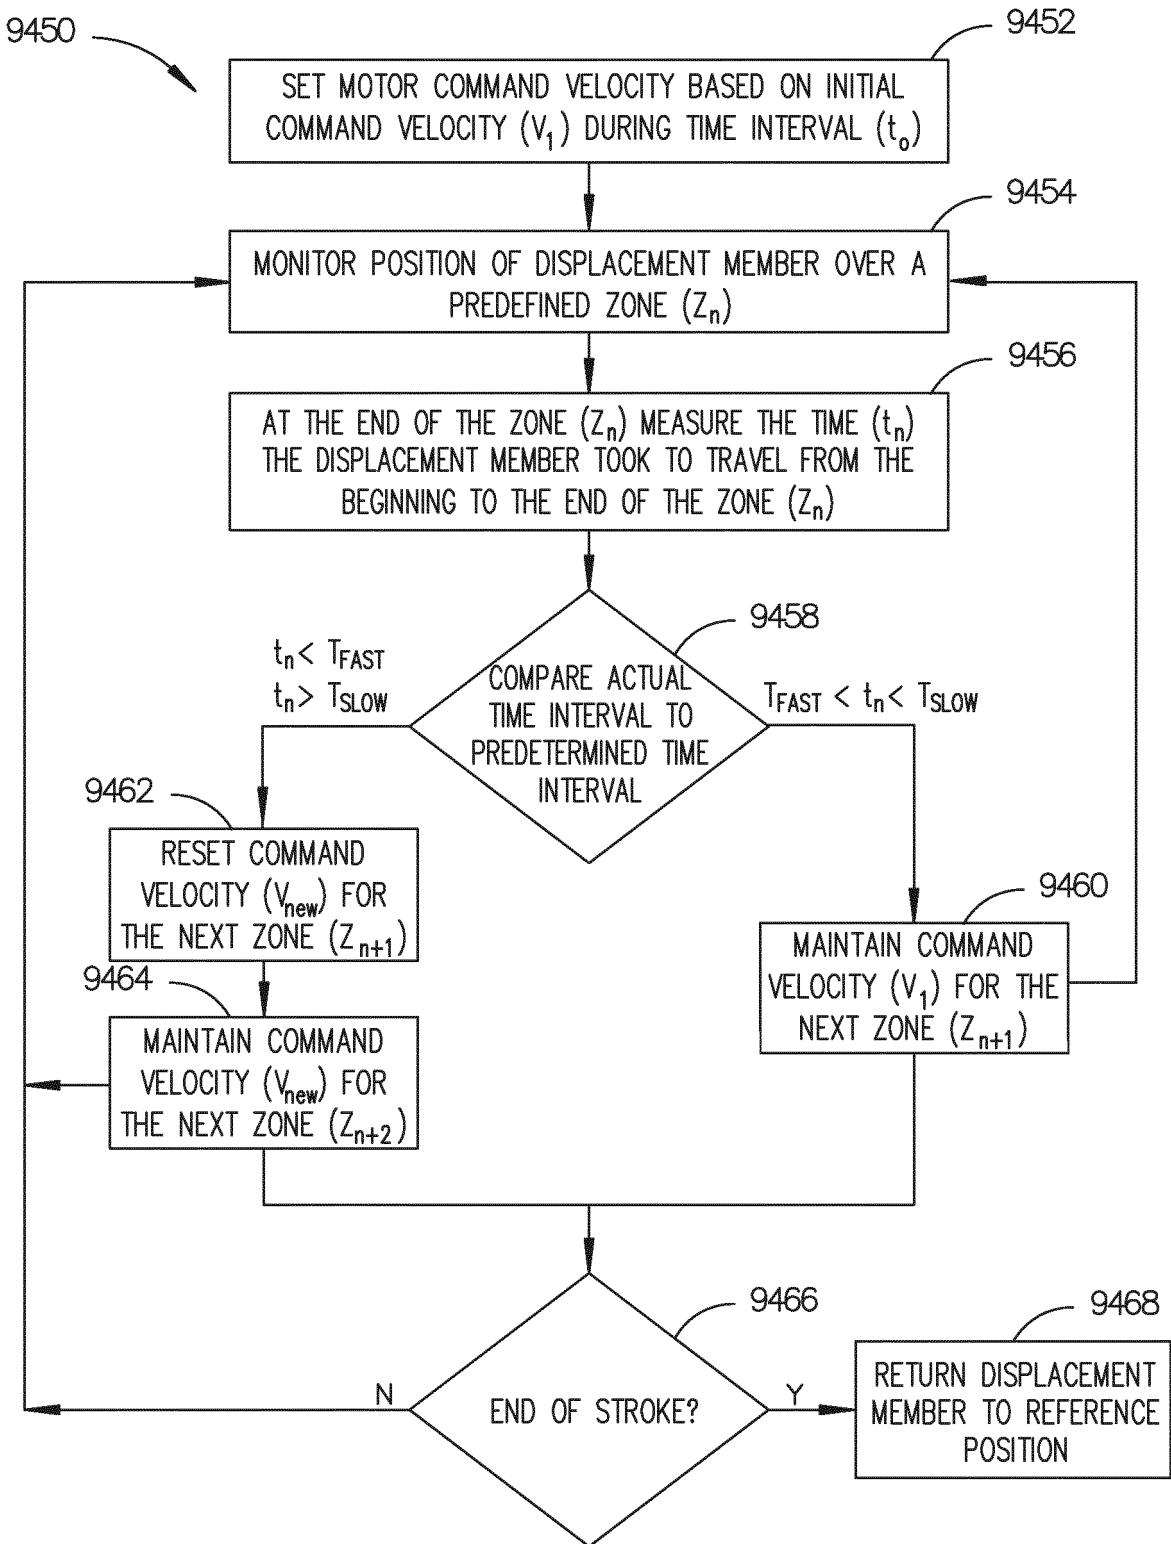 9450
9452
SET MOTOR COMMAND VELOCITY BASED ON INITIAL
COMMAND VELOCITY (V1) DURING TIME INTERVAL (to)
9454
MONITOR POSITION OF DISPLACEMENT MEMBER OVER A
PREDEFINED ZONE (Zn)
9456
AT THE END OF THE ZONE (Zn) MEASURE THE TIME (tn)
THE DISPLACEMENT MEMBER TOOK TO TRAVEL FROM THE
BEGINNING TO THE END OF THE ZONE (Zn)
9458
tn< TFAST
tn> TSLOW
COMPARE ACTUAL
TIME INTERVAL TO
PREDETERMINED TIME
INTERVAL
TFAST < tn< TSLOW
9462
RESET COMMAND
VELOCITY (Vnew) FOR
THE NEXT ZONE (Zn+1)
9460
MAINTAIN COMMAND
VELOCITY (V1) FOR THE
NEXT ZONE (Zn+1)
9464
MAINTAIN COMMAND
VELOCITY (Vnew) FOR
THE NEXT ZONE (Zn+2)
9466
N
END OF STROKE?
Y
9468
RETURN DISPLACEMENT
MEMBER TO REFERENCE
POSITION